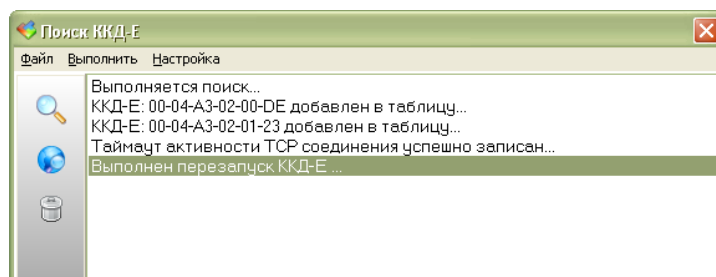 Поиск ККД-Е
Файл Выполнить Настройка
Выполняется поиск...
ККД-Е: 00-04-A3-02-00-DE добавлен в таблицу...
ККД-Е: 00-04-A3-02-01-23 добавлен в таблицу...
Таймаут активности TCP соединения успешно записан...
Выполнен перезапуск ККД-Е ...